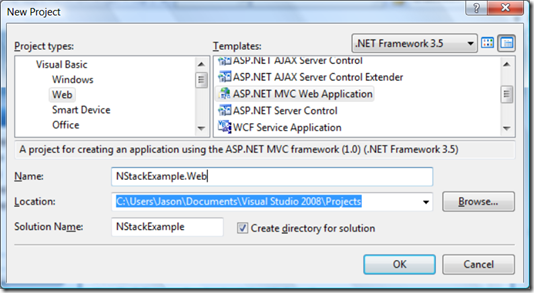 New Project
Project types:
Templates:
.NET Framework 3.5
Visual Basic
Windows
Web
Smart Device
Office
ASP.NET AJAX Server Control
ASP.NET AJAX Server Control Extender
ASP.NET MVC Web Application
ASP.NET Server Control
WCF Service Application
A project for creating an application using the ASP.NET MVC framework (1.0) (.NET Framework 3.5)
Name:
NStackExample.Web
Location:
C:\Users\Jason\Documents\Visual Studio 2008\Projects
Browse...
Solution Name:
NStackExample
Create directory for solution
OK
Cancel